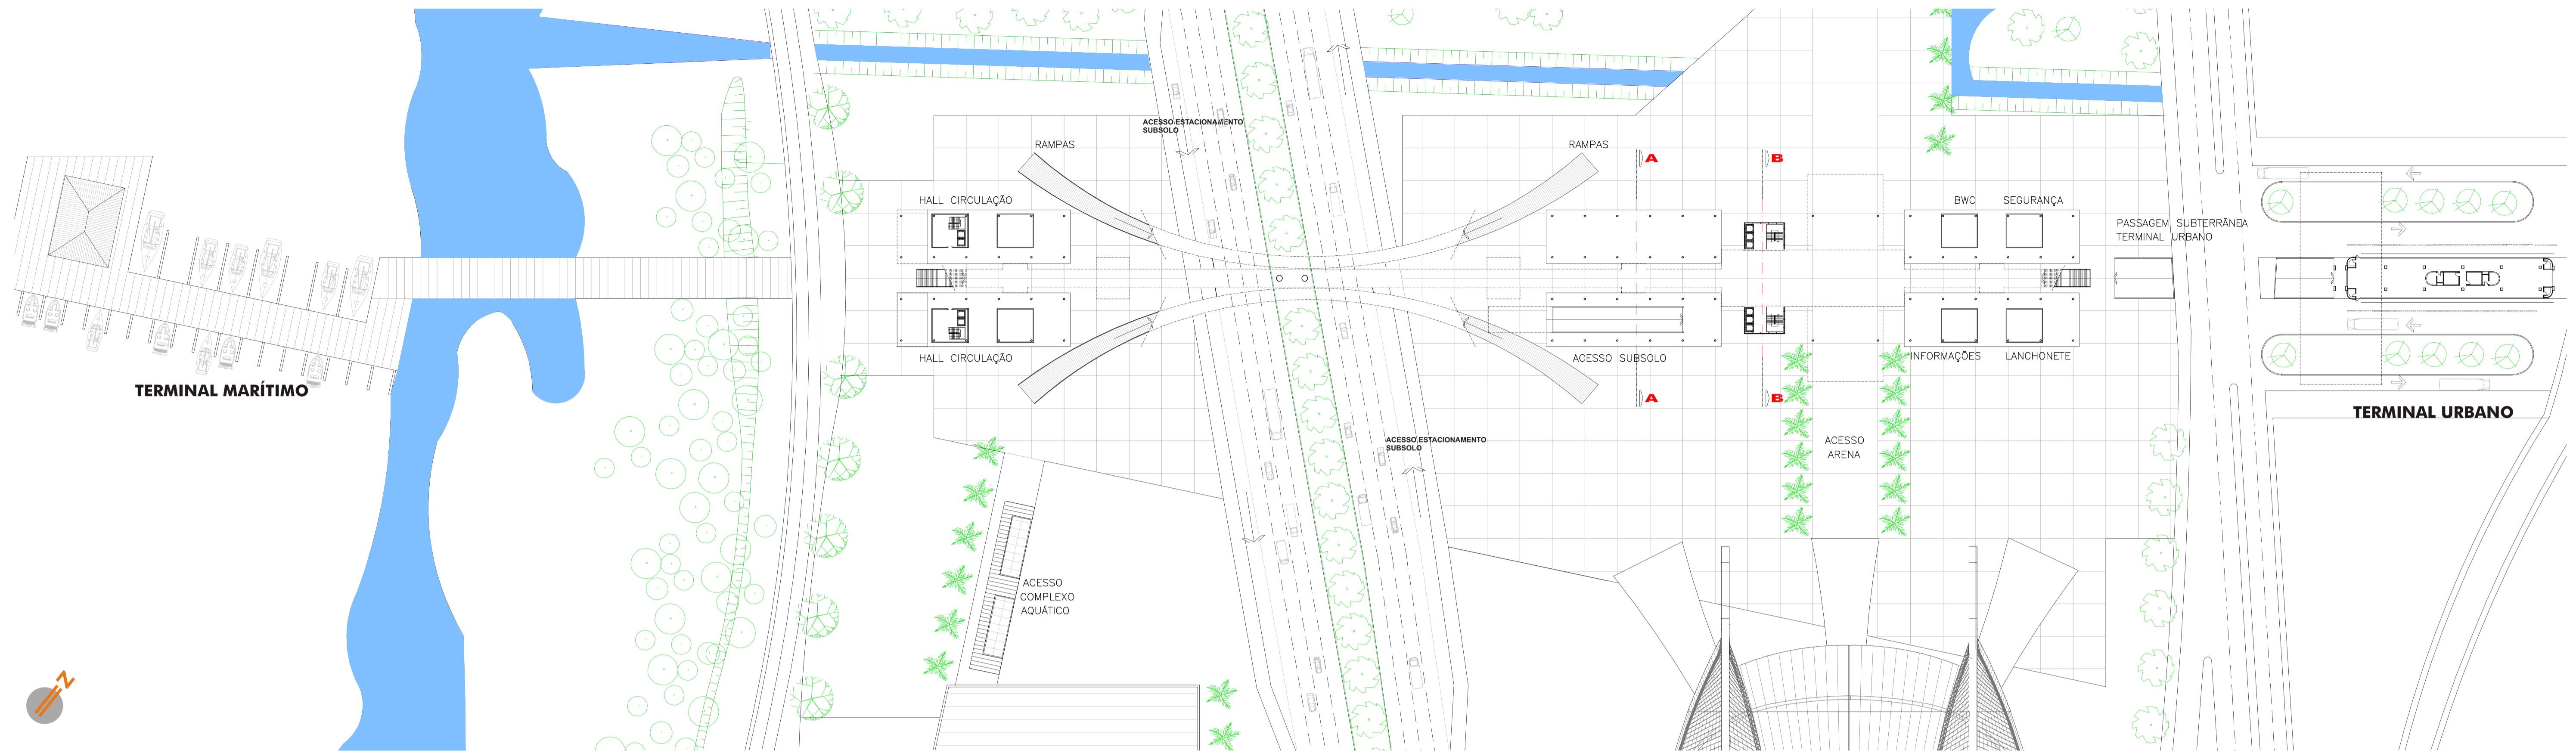 ACESSO ESTACIONAMENTO
SUBSOLO
RAMPAS
RAMPAS
A
B
HALL CIRCULAÇÃO
BWC
SEGURANÇA
PASSAGEM SUBTERRÂNEA
TERMINAL URBANO
HALL CIRCULAÇÃO
ACESSO SUBSOLO
INFORMAÇÕES
LANCHONETE
TERMINAL MARÍTIMO
A
B
TERMINAL URBANO
ACESSO ESTACIONAMENTO
SUBSOLO
ACESSO
ARENA
ACESSO
COMPLEXO
AQUÁTICO
N